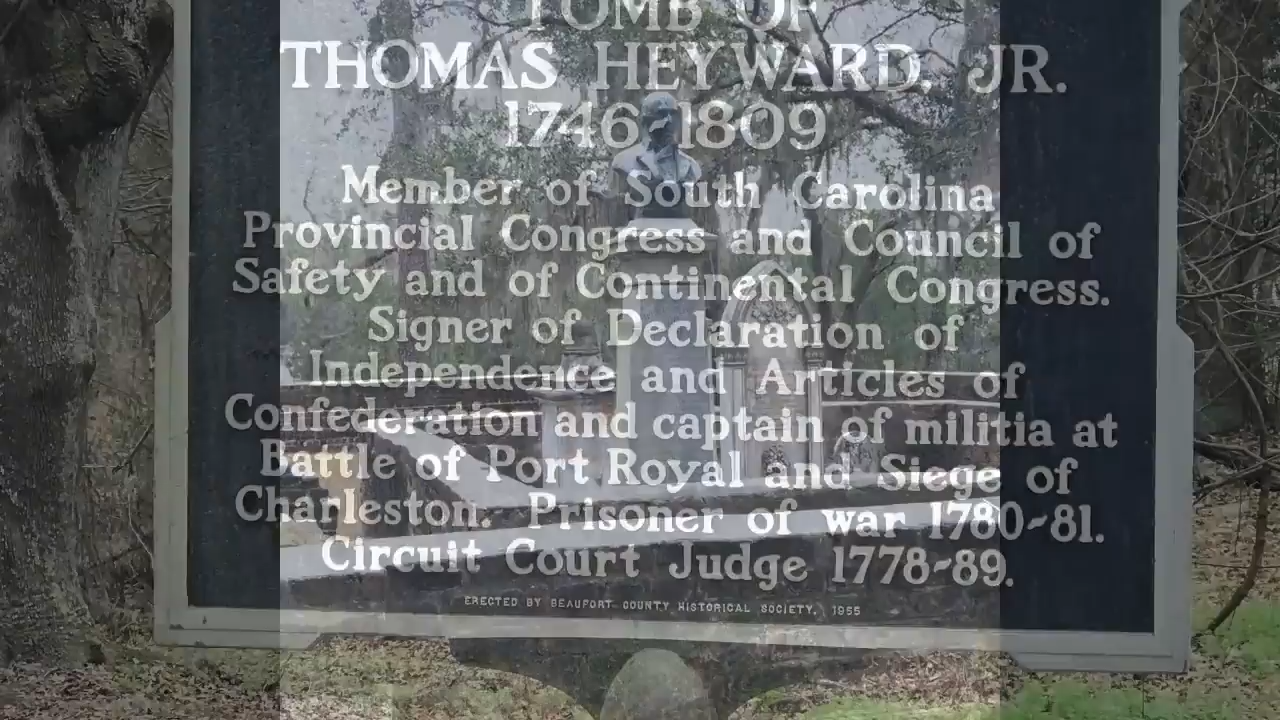 TOMB OF
THOMAS HEYWARD, JR.
1746-1809
Member of South Carolina
Provincial Congress and Council of
Safety and of Continental Congress.
Signer of Declaration of
Independence and Articles of
Confederation and captain of militia at
Battle of Port Royal and Siege of
Charleston. Prisoner of war 1780-81.
Circuit Court Judge 1778-89.
ERECTED BY BEAUFORT COUNTY HISTORICAL SOCIETY, 1955